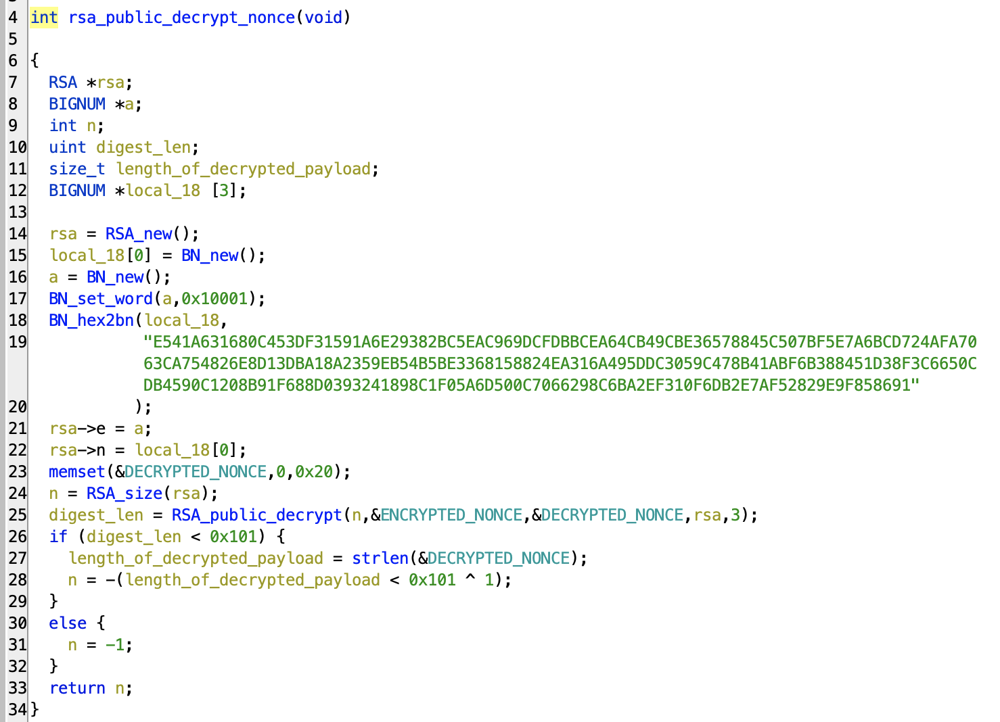 4 int rsa_public_decrypt_nonce(void)
5
6 {
7 RSA *rsa;
8 BIGNUM *a;
9 int n;
10 uint digest_len;
11 size_t length_of_decrypted_payload;
12 BIGNUM *local_18 [3];
13
14 rsa = RSA_new();
15 local_18[0] = BN_new();
16 a = BN_new();
17 BN_set_word(a,0x10001);
18 BN_hex2bn(local_18,
19 "E541A631680C453DF31591A6E29382BC5EAC969DCFDBBCEA64CB49CBE36578845C507BF5E7A6BCD724AFA70
63CA754826E8D13DBA18A2359EB54B5BE3368158824EA316A495DDC3059C478B41ABF6B388451D38F3C6650C
DB4590C1208B91F688D0393241898C1F05A6D500C7066298C6BA2EF310F6DB2E7AF52829E9F858691"
20 );
21 rsa->e = a;
22 rsa->n = local_18[0];
23 memset(&DECRYPTED_NONCE,0,0x20);
24 n = RSA_size(rsa);
25 digest_len = RSA_public_decrypt(n,&ENCRYPTED_NONCE,&DECRYPTED_NONCE,rsa,3);
26 if (digest_len < 0x101) {
27 length_of_decrypted_payload = strlen(&DECRYPTED_NONCE);
28 n = -(length_of_decrypted_payload < 0x101 ^ 1);
29 }
30 else {
31 n = -1;
32 }
33 return n;
34 }